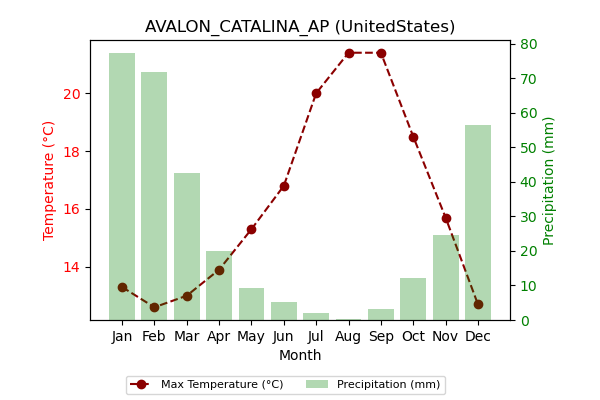 AVALON_CATALINA_AP (UnitedStates)
Temperature (°C)
20
18
16
14
80
70
60
50
40
30
20
10
0
Precipitation (mm)
Jan Feb Mar Apr May Jun Jul Aug Sep Oct Nov Dec
Month
Max Temperature (°C) Precipitation (mm)